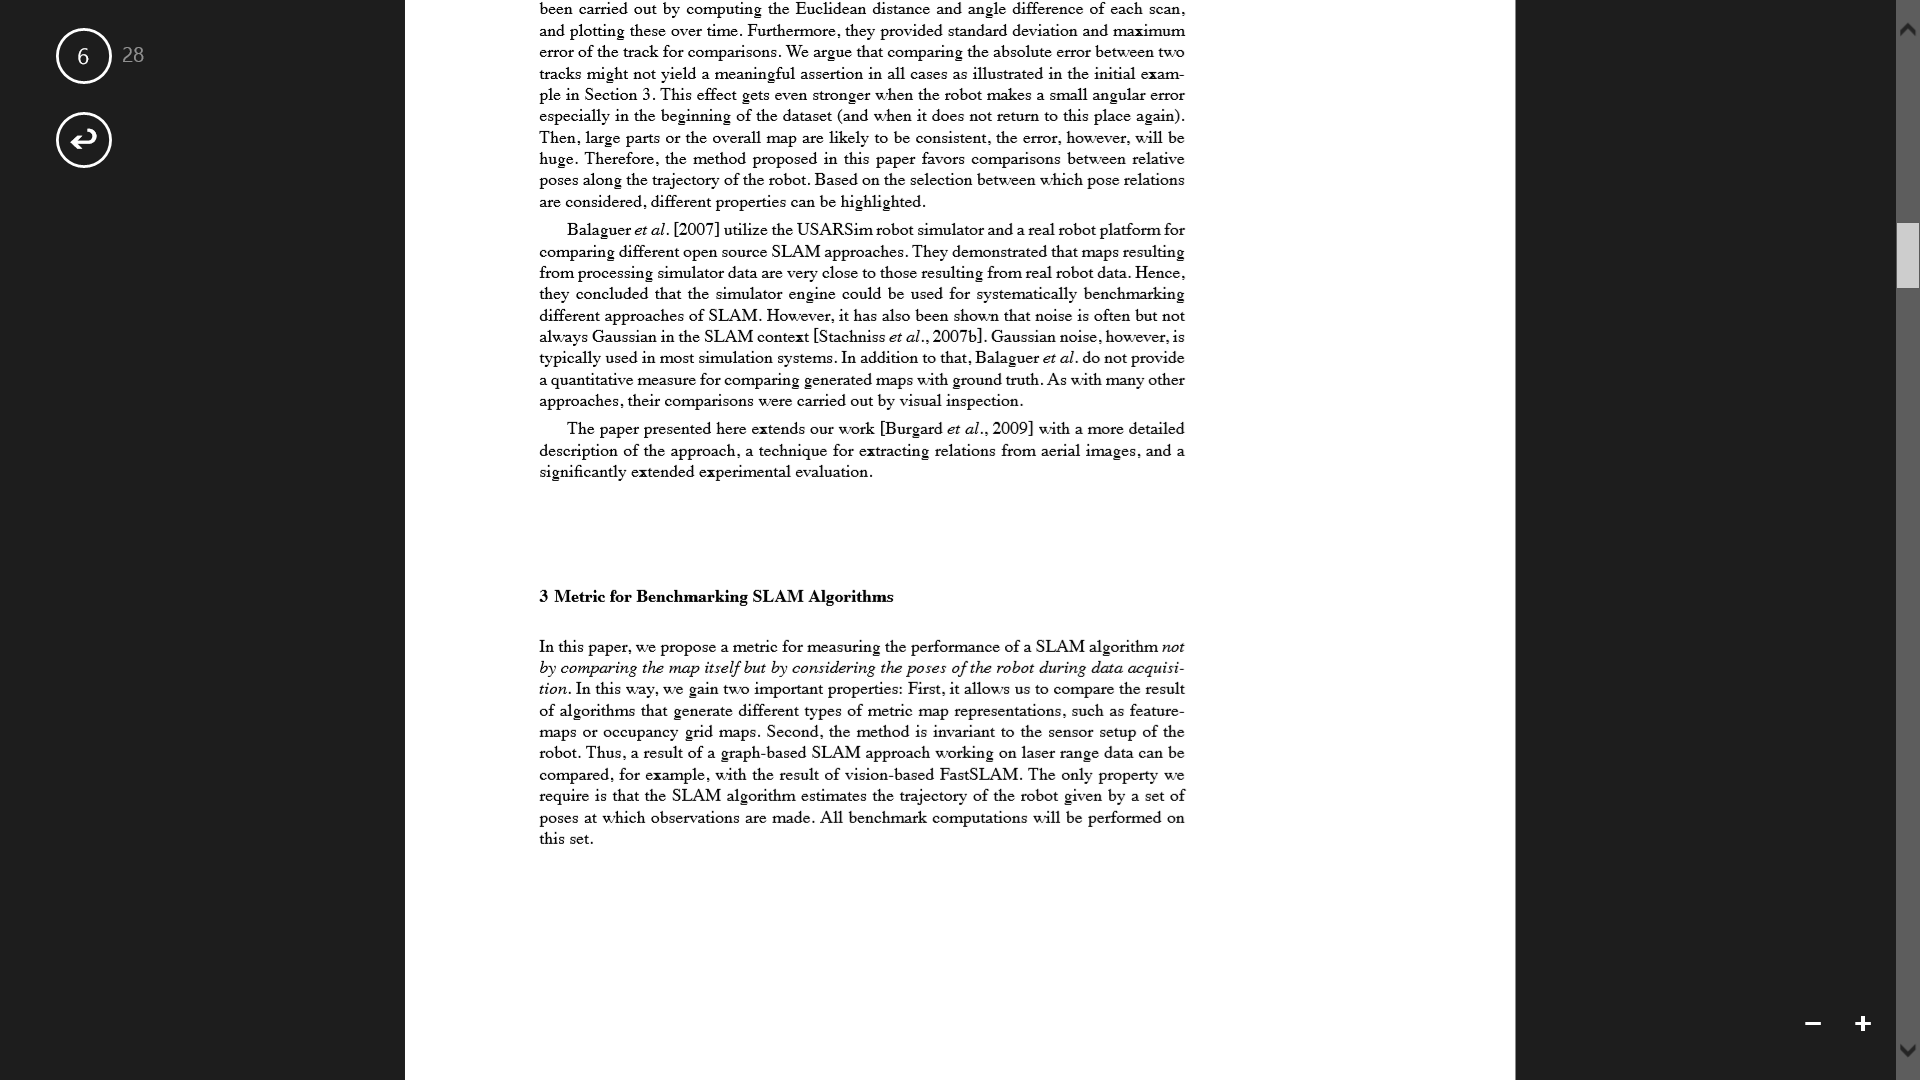 6
28
been carried out by computing the Euclidean distance and angle difference of each scan,
and plotting these over time. Furthermore, they provided standard deviation and maximum
error of the track for comparisons. We argue that comparing the absolute error between two
tracks might not yield a meaningful assertion in all cases as illustrated in the initial exam-
ple in Section 3. This effect gets even stronger when the robot makes a small angular error
especially in the beginning of the dataset (and when it does not return to this place again).
Then, large parts or the overall map are likely to be consistent, the error, however, will be
huge. Therefore, the method proposed in this paper favors comparisons between relative
poses along the trajectory of the robot. Based on the selection between which pose relations
are considered, different properties can be highlighted.
Balaguer et al. [2007] utilize the USARSim robot simulator and a real robot platform for
comparing different open source SLAM approaches. They demonstrated that maps resulting
from processing simulator data are very close to those resulting from real robot data. Hence,
they concluded that the simulator engine could be used for systematically benchmarking
different approaches of SLAM. However, it has also been shown that noise is often but not
always Gaussian in the SLAM context [Stachniss et al., 2007b]. Gaussian noise, however, is
typically used in most simulation systems. In addition to that, Balaguer et al. do not provide
a quantitative measure for comparing generated maps with ground truth. As with many other
approaches, their comparisons were carried out by visual inspection.
The paper presented here extends our work [Burgard et al., 2009] with a more detailed
description of the approach, a technique for extracting relations from aerial images, and a
significantly extended experimental evaluation.
3 Metric for Benchmarking SLAM Algorithms
In this paper, we propose a metric for measuring the performance of a SLAM algorithm not
by comparing the map itself but by considering the poses of the robot during data acquisi-
tion. In this way, we gain two important properties: First, it allows us to compare the result
of algorithms that generate different types of metric map representations, such as feature-
maps or occupancy grid maps. Second, the method is invariant to the sensor setup of the
robot. Thus, a result of a graph-based SLAM approach working on laser range data can be
compared, for example, with the result of vision-based FastSLAM. The only property we
require is that the SLAM algorithm estimates the trajectory of the robot given by a set of
poses at which observations are made. All benchmark computations will be performed on
this set.